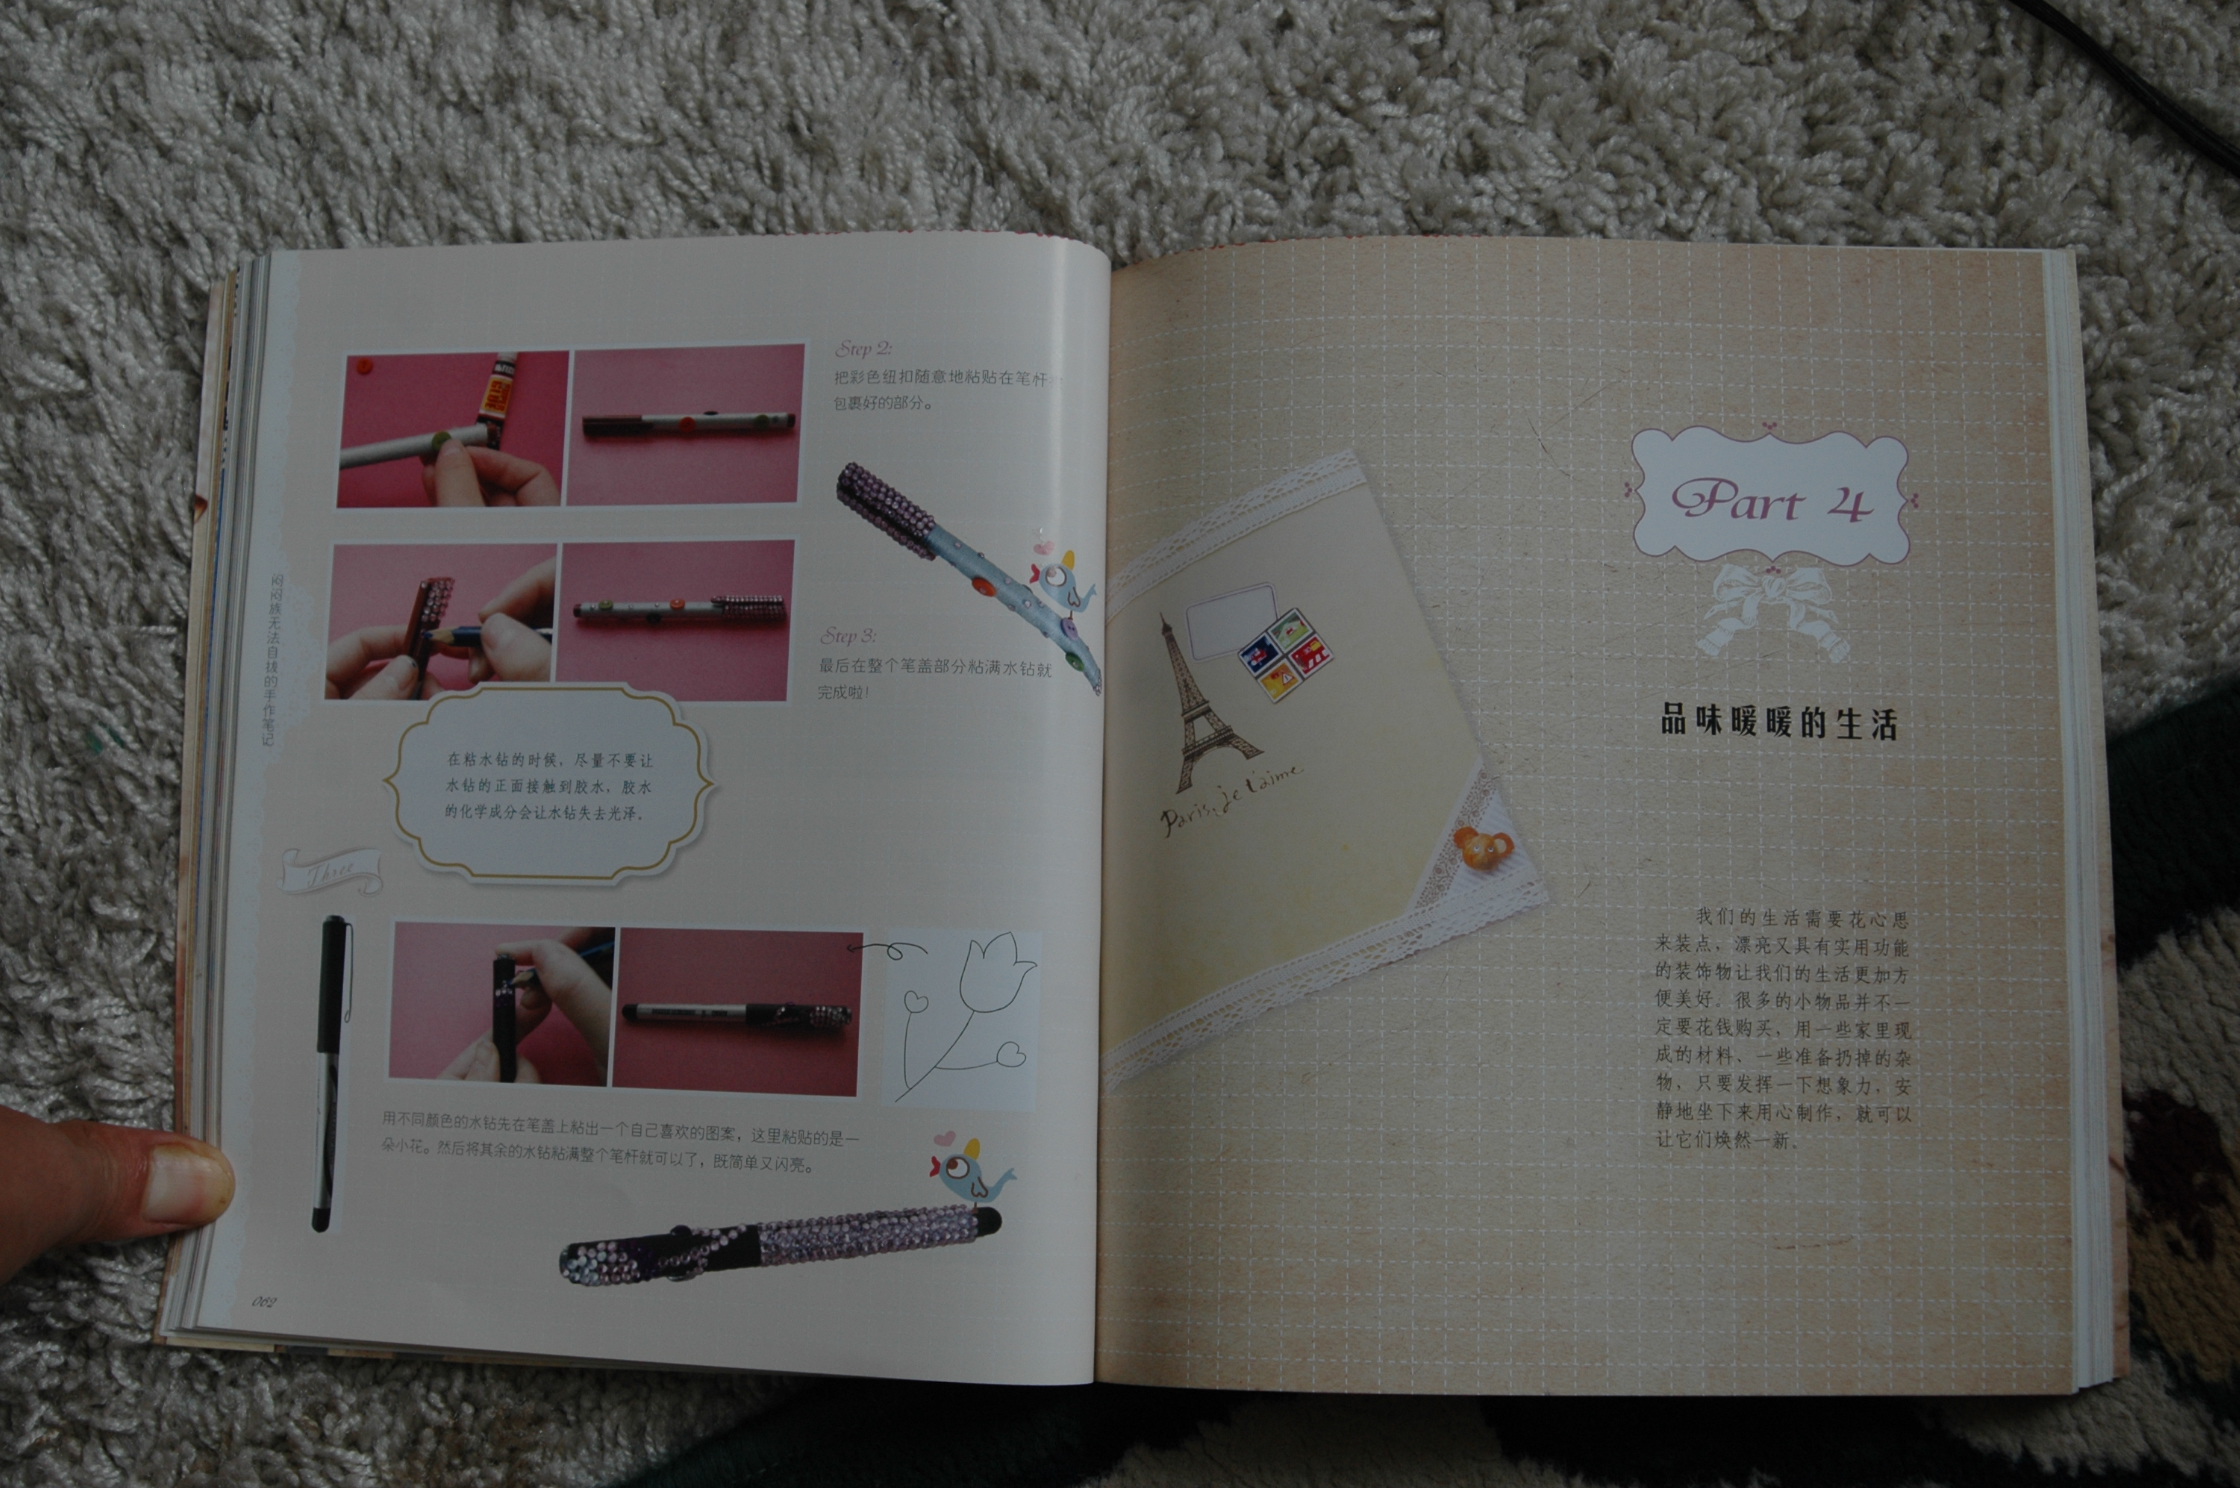 Step 2:
把彩色纽扣随意地粘贴在笔杆
包裹好的部分。
Step 3:
最后在整个笔盖部分粘满水钻就
完成啦!
闷闷族无法自拔的手作笔记
在粘水钻的时候，尽量不要让
水钻的正面接触到胶水，胶水
的化学成分会让水钻失去光泽。
Three
用不同颜色的水钻先在笔盖上粘出一个自己喜欢的图案，这里粘贴的是一
朵小花。然后将其余的水钻粘满整个笔杆就可以了，既简单又闪亮。
062
Paris, je t'aime
Part 4
品味暖暖的生活
我们的生活需要花心思
来装点，漂亮又具有实用功能
的装饰物让我们的生活更加方
便美好。很多的小物品并不一
定要花钱购买，用一些家里现
成的材料、一些准备扔掉的杂
物，只要发挥一下想象力，安
静地坐下来用心制作，就可以
让它们焕然一新。